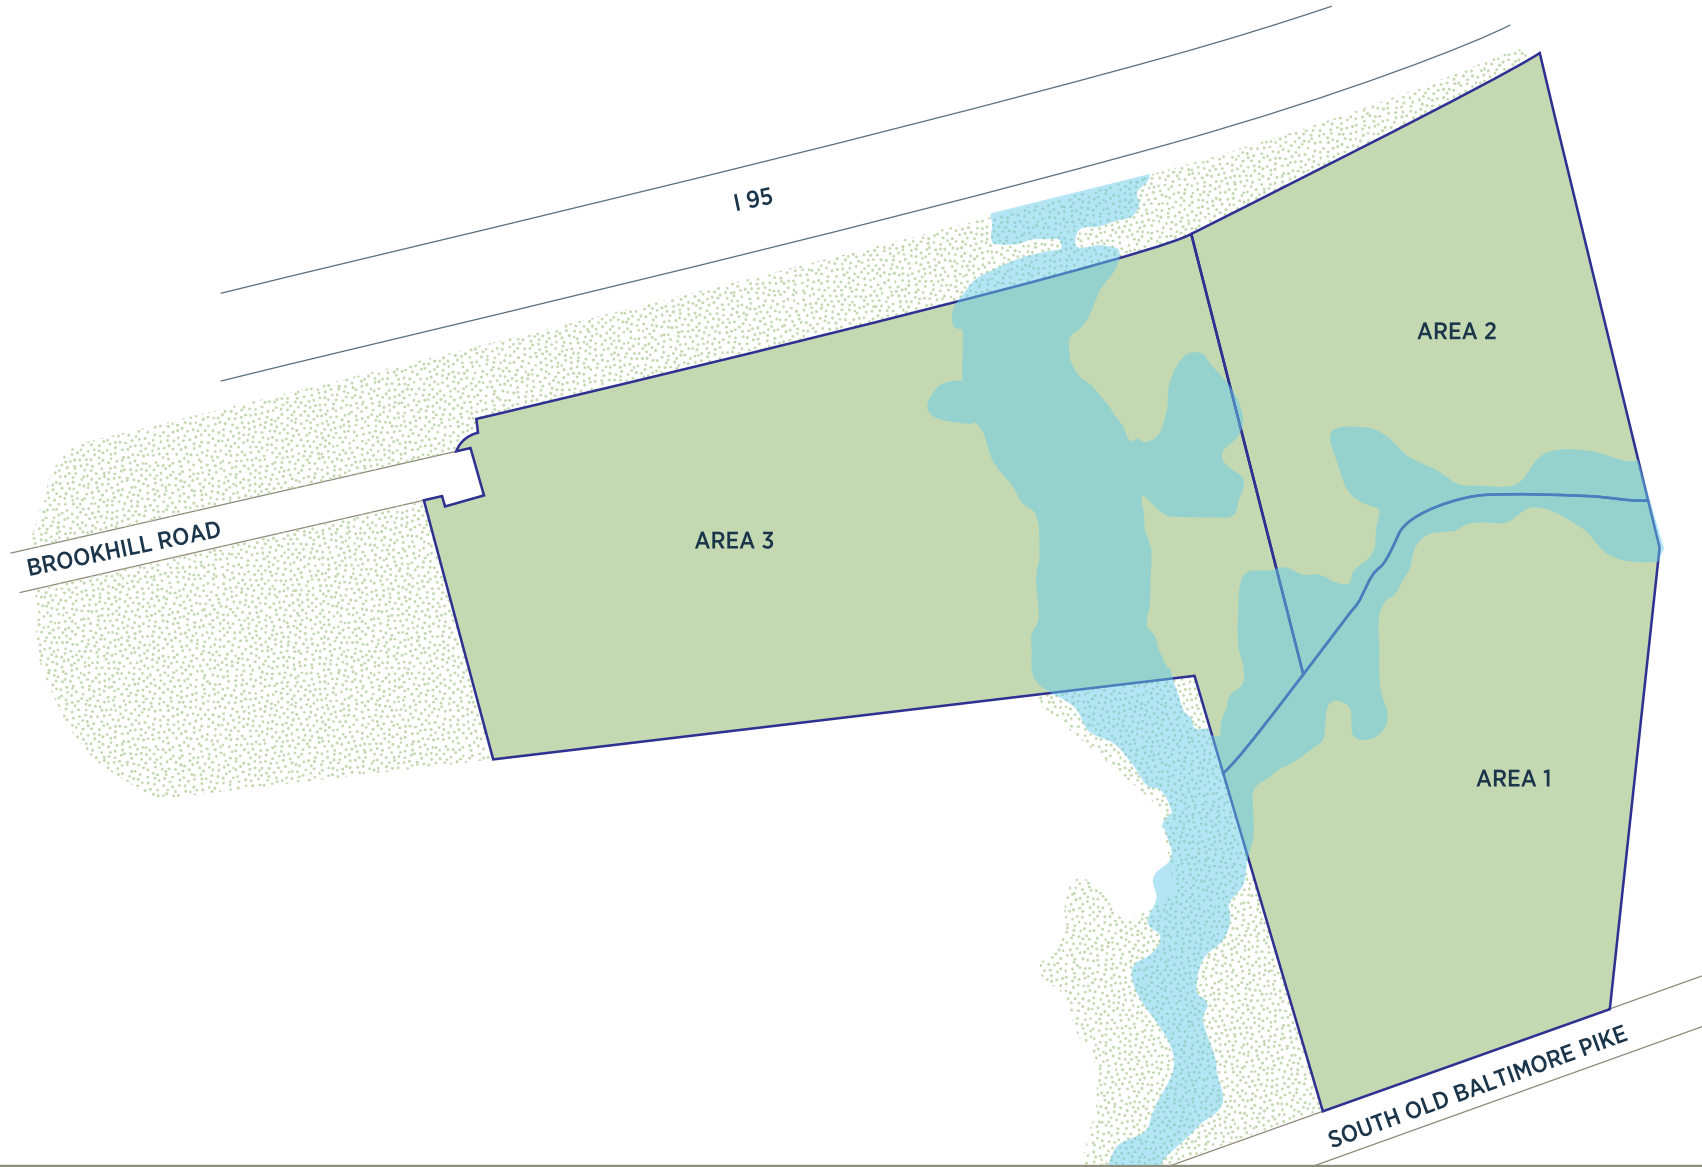 I 95
AREA 2
BROOKHILL ROAD
AREA 3
AREA 1
SOUTH OLD BALTIMORE PIKE